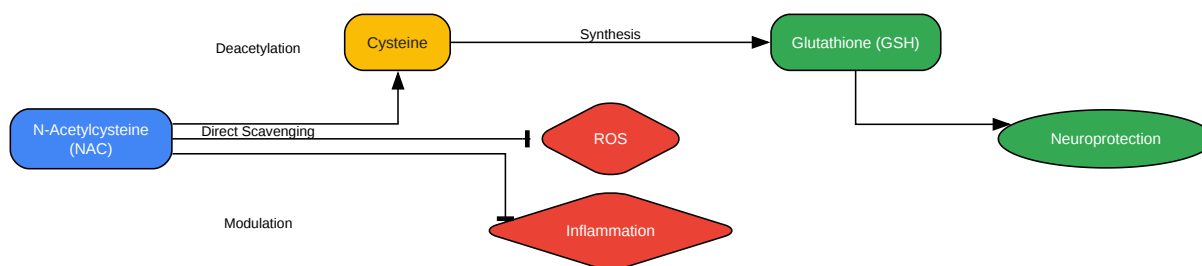 Deacetylation
Cysteine
Synthesis
Glutathione (GSH)
N-Acetylcysteine
(NAC)
Direct Scavenging
ROS
Neuroprotection
Modulation
Inflammation